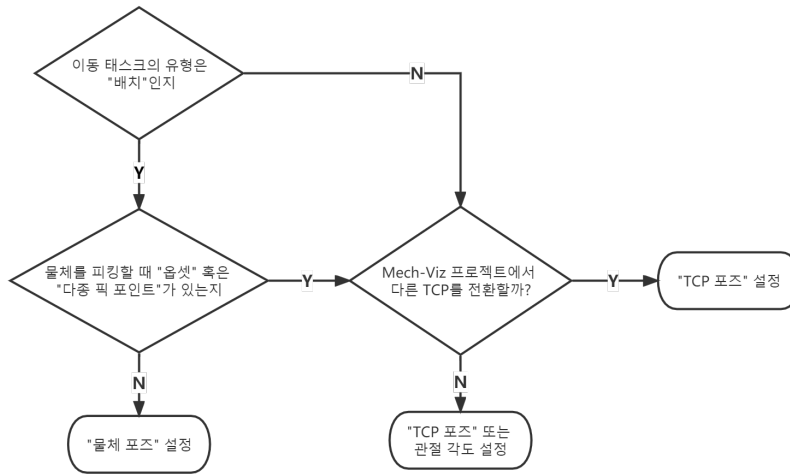 이동 태스크의 유형은
"배치"인지
N
Y
물체를 피킹할 때 "옵셋" 혹은
"다종 픽 포인트"가 있는지
Y
Mech-Viz 프로젝트에서
다른 TCP를 전환할까?
Y
"TCP 포즈" 설정
N
N
"물체 포즈" 설정
"TCP 포즈" 또는
관절 각도 설정